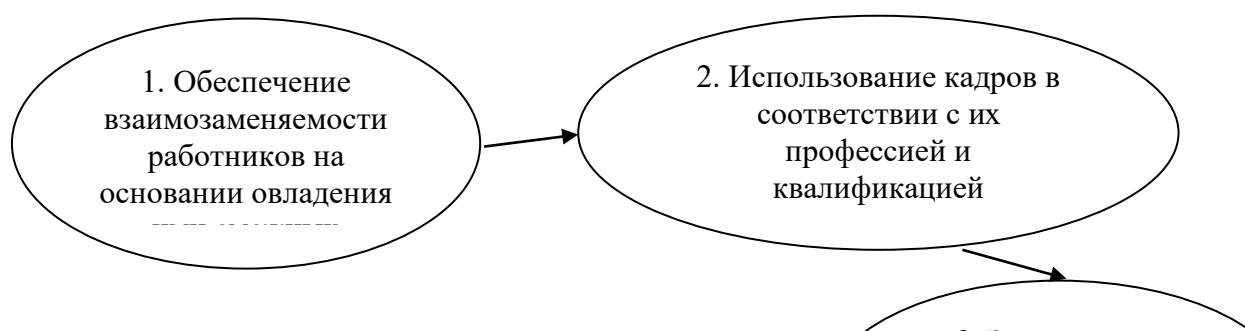 1. Обеспечение
взаимозаменяемости
работников на
основании овладения
2. Использование кадров в
соответствии с их
профессией и
квалификацией